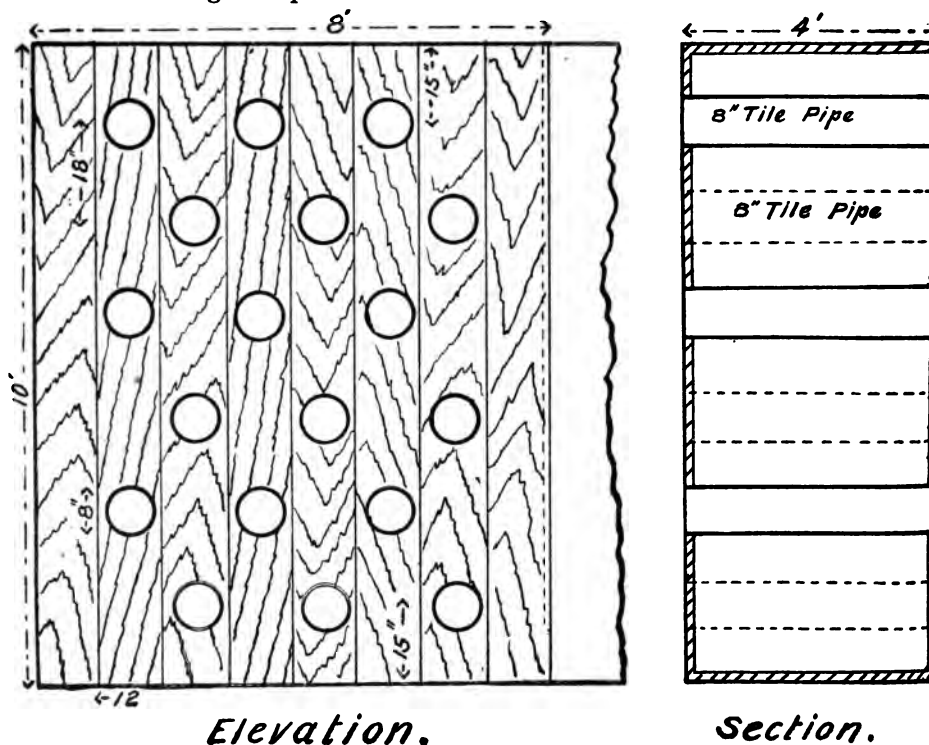 8'
4'
15"
8" Tile Pipe
18"
8" Tile Pipe
10'
8"
15"
12
Elevation.
Section.